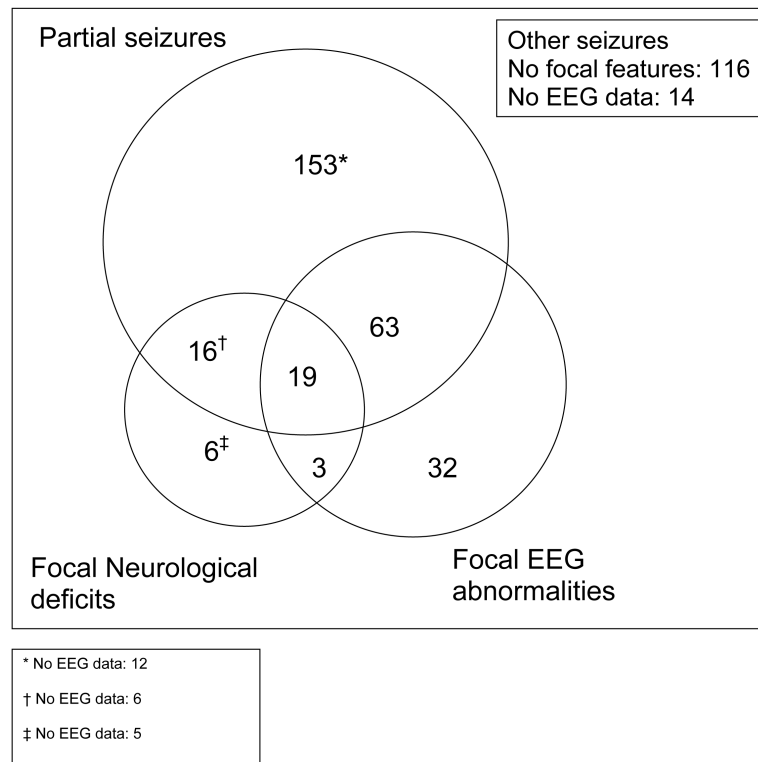 Partial seizures
Other seizures
No focal features: 116
No EEG data: 14
153*
63
16†
19
6‡
3
32
Focal Neurological
deficits
Focal EEG
abnormalities
* No EEG data: 12
† No EEG data: 6
‡ No EEG data: 5